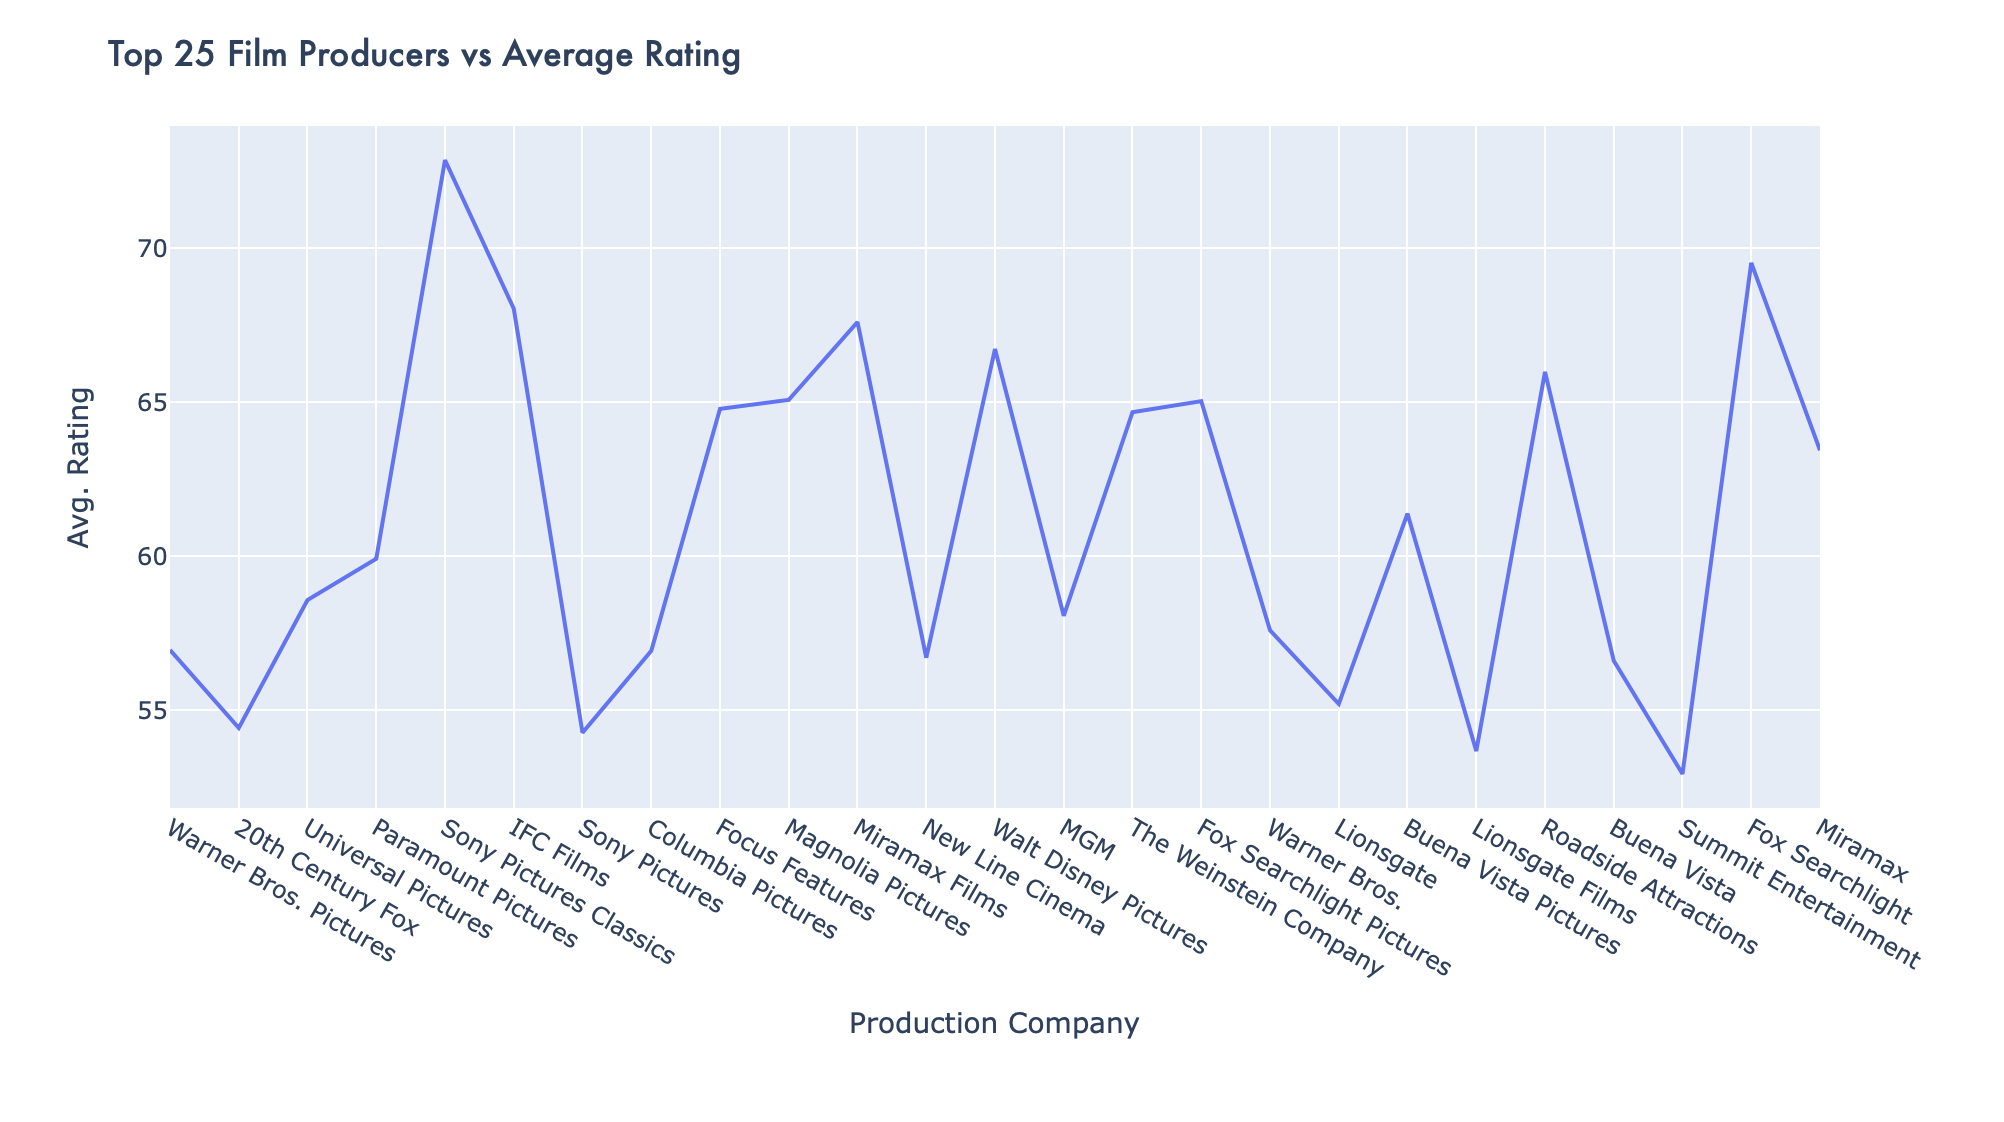 Top 25 Film Producers vs Average Rating
Avg. Rating
70
65
60
55
Warner Bros. Pictures
20th Century Fox
Universal Pictures
Paramount Pictures
Sony Pictures Classics
IFC Films
Sony Pictures
Columbia Pictures
Focus Features
Magnolia Pictures
Miramax Films
New Line Cinema
Walt Disney Pictures
MGM
The Weinstein Company
Fox Searchlight Pictures
Warner Bros.
Lionsgate
Buena Vista Pictures
Lionsgate Films
Roadside Attractions
Buena Vista
Summit Entertainment
Fox Searchlight
Miramax
Production Company